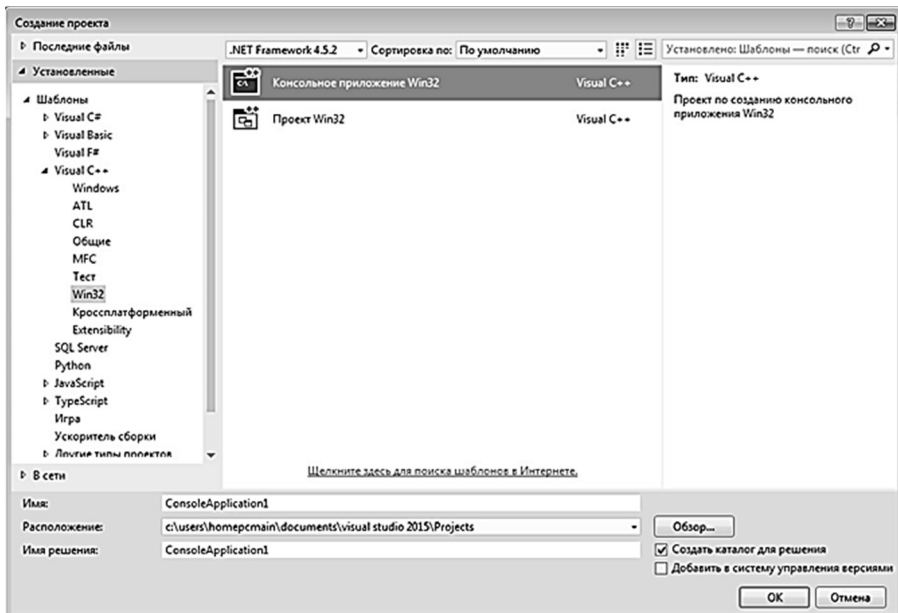 Создание проекта
Последние файлы
.NET Framework 4.5.2
Сортировка по: По умолчанию
Установлено: Шаблоны — поиск (Ctr
Установленные
Шаблоны
Visual C#
Visual Basic
Visual F#
Visual C++
Windows
ATL
CLR
Общие
MFC
Тест
Win32
Кроссплатформенный
Extensibility
SQL Server
Python
JavaScript
TypeScript
Игра
Ускоритель сборки
Другие типы проектов
В сети
Консольное приложение Win32 Visual C++
Проект Win32 Visual C++
Щелкните здесь для поиска шаблонов в Интернете.
Тип: Visual C++
Проект по созданию консольного
приложения Win32
Имя: ConsoleApplication1
Расположение: c:\users\homepcmain\documents\visual studio 2015\Projects
Обзор...
Имя решения: ConsoleApplication1
Создать каталог для решения
Добавить в систему управления версиями
OK Отмена